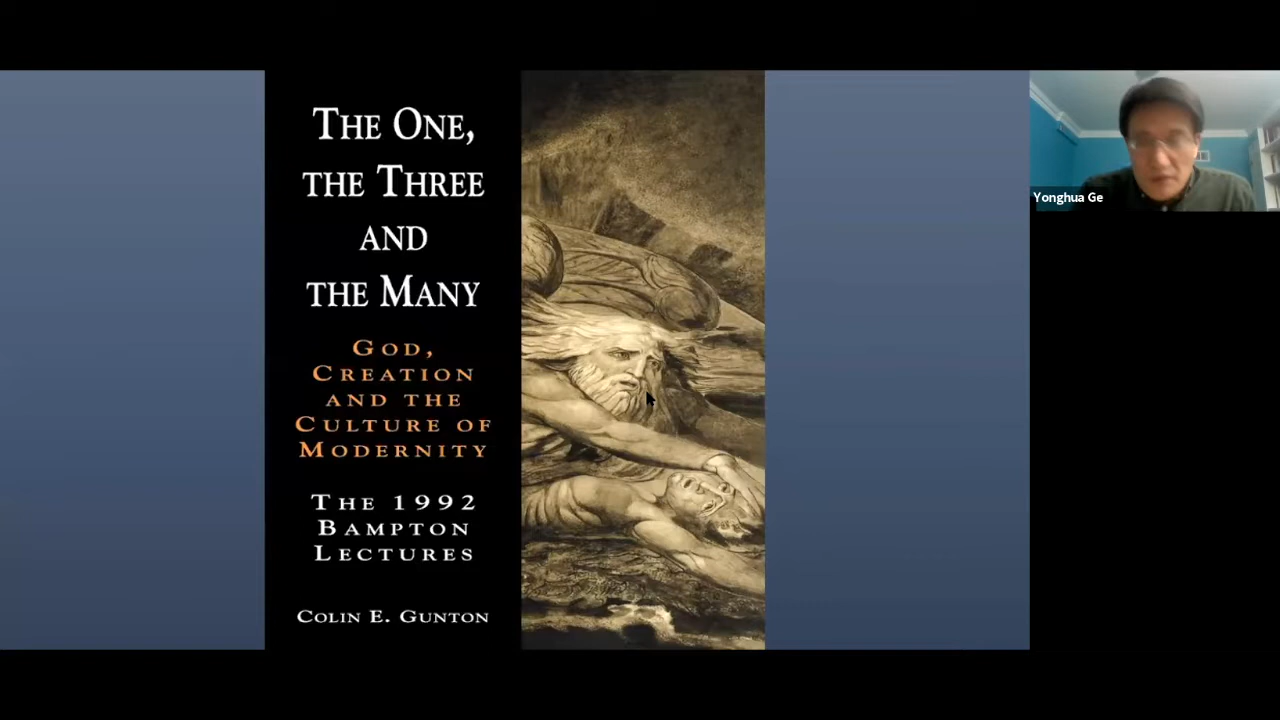 THE ONE,
THE THREE
AND
THE MANY
GOD,
CREATION
AND THE
CULTURE OF
MODERNITY
THE 1992
BAMPTON
LECTURES
COLIN E. GUNTON
Yonghua Ge